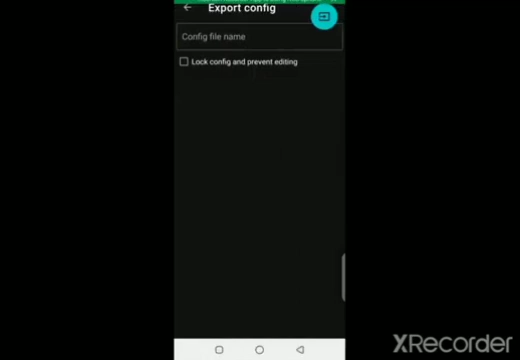 Export config
Config file name
Lock config and prevent editing
XRecorder